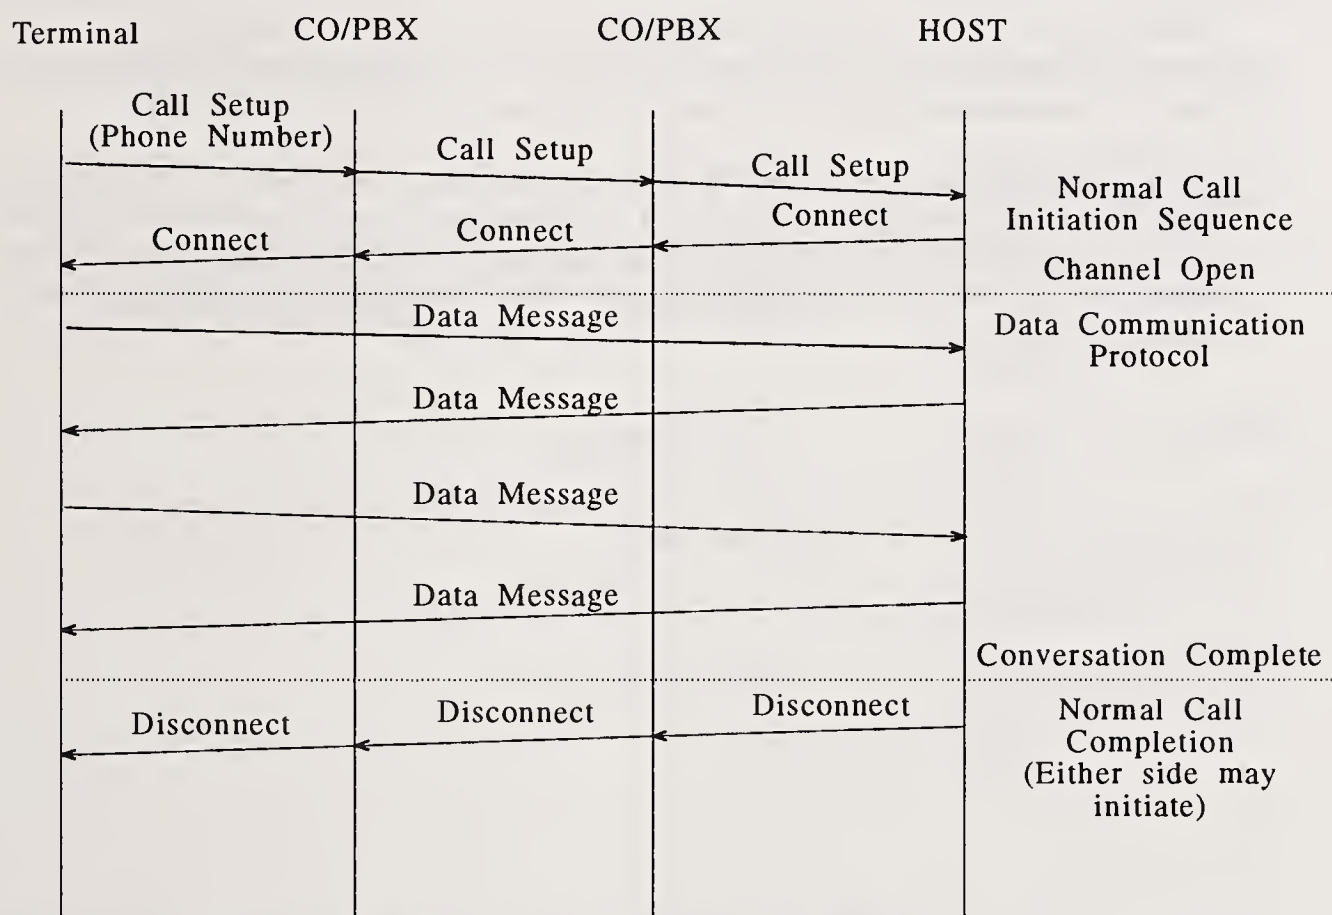 Terminal CO/PBX CO/PBX HOST
Call Setup
(Phone Number)
Call Setup
Call Setup
Normal Call
Initiation Sequence
Connect
Connect
Connect
Channel Open
Data Message
Data Communication
Protocol
Data Message
Data Message
Data Message
Conversation Complete
Disconnect
Disconnect
Disconnect
Normal Call
Completion
(Either side may
initiate)